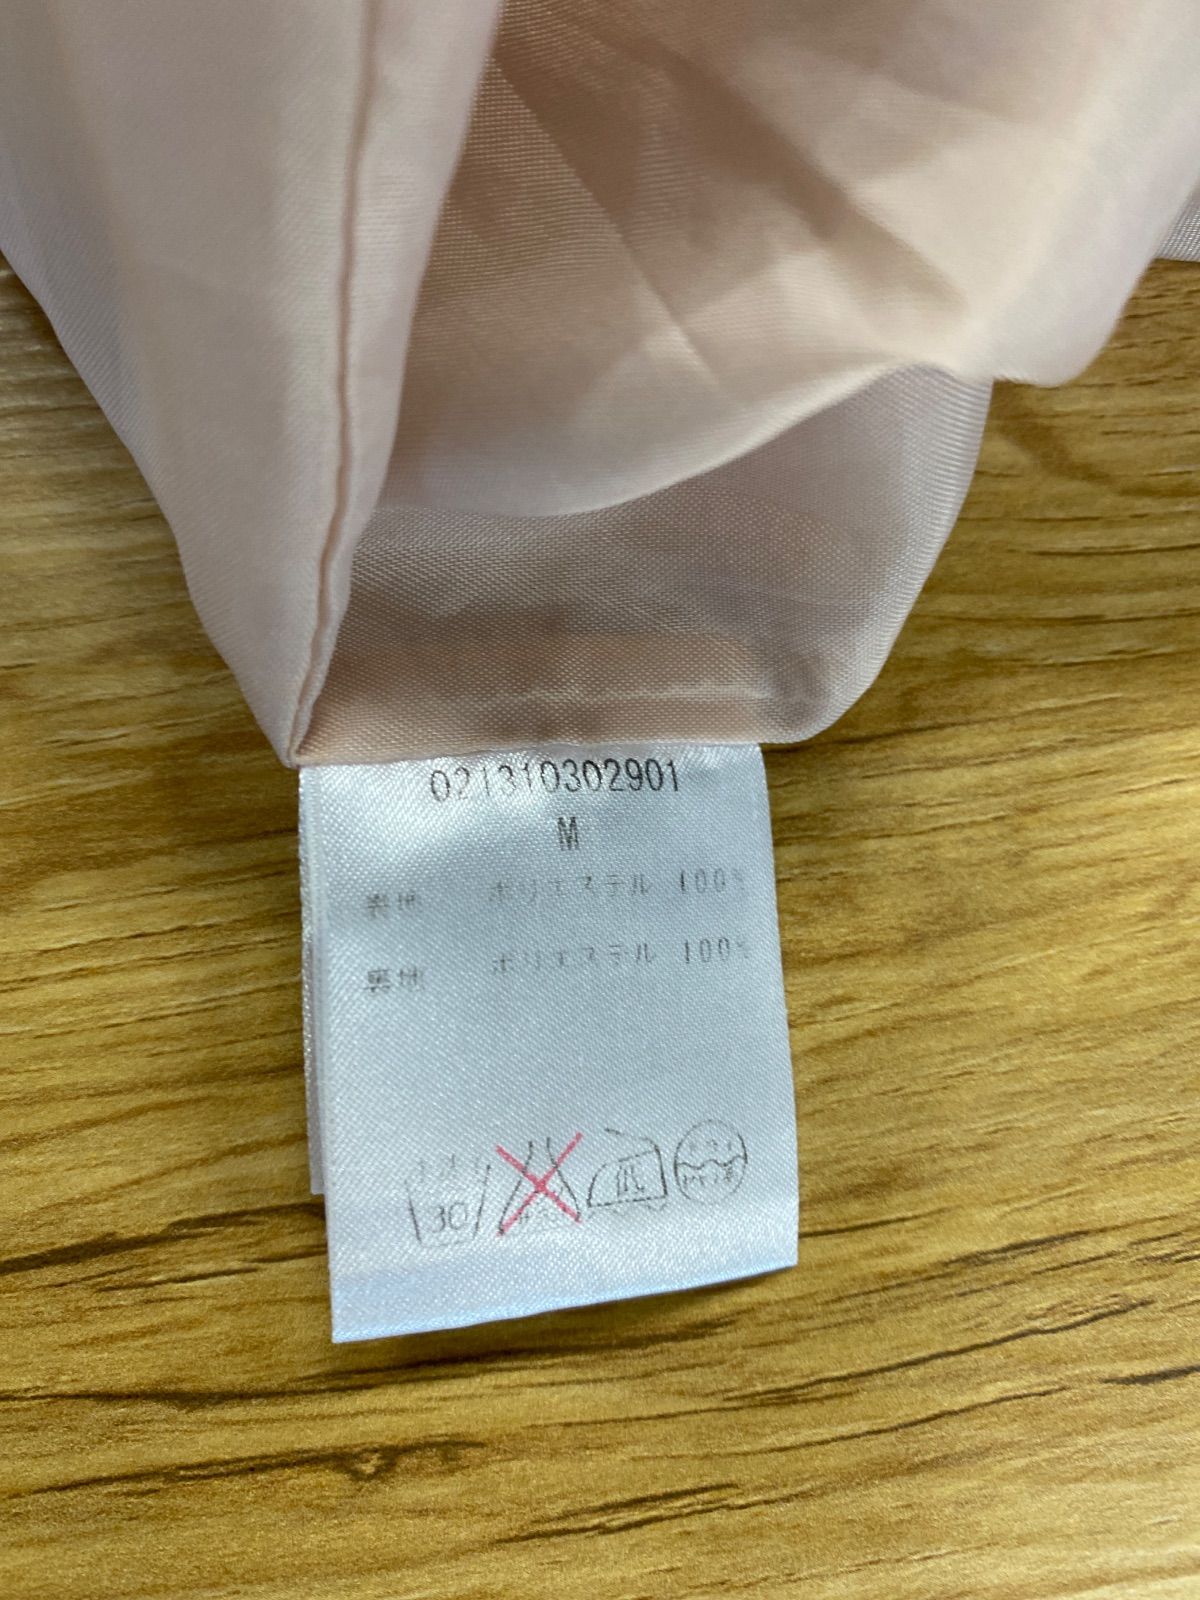 021310302901
M
表地 ポリエステル 100%
裏地 ポリエステル 100%
30